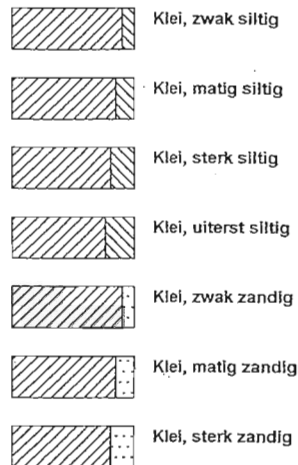 Klei, zwak siltig
Klei, matig siltig
Klei, sterk siltig
Klei, uiterst siltig
Klei, zwak zandig
Klei, matig zandig
Klei, sterk zandig